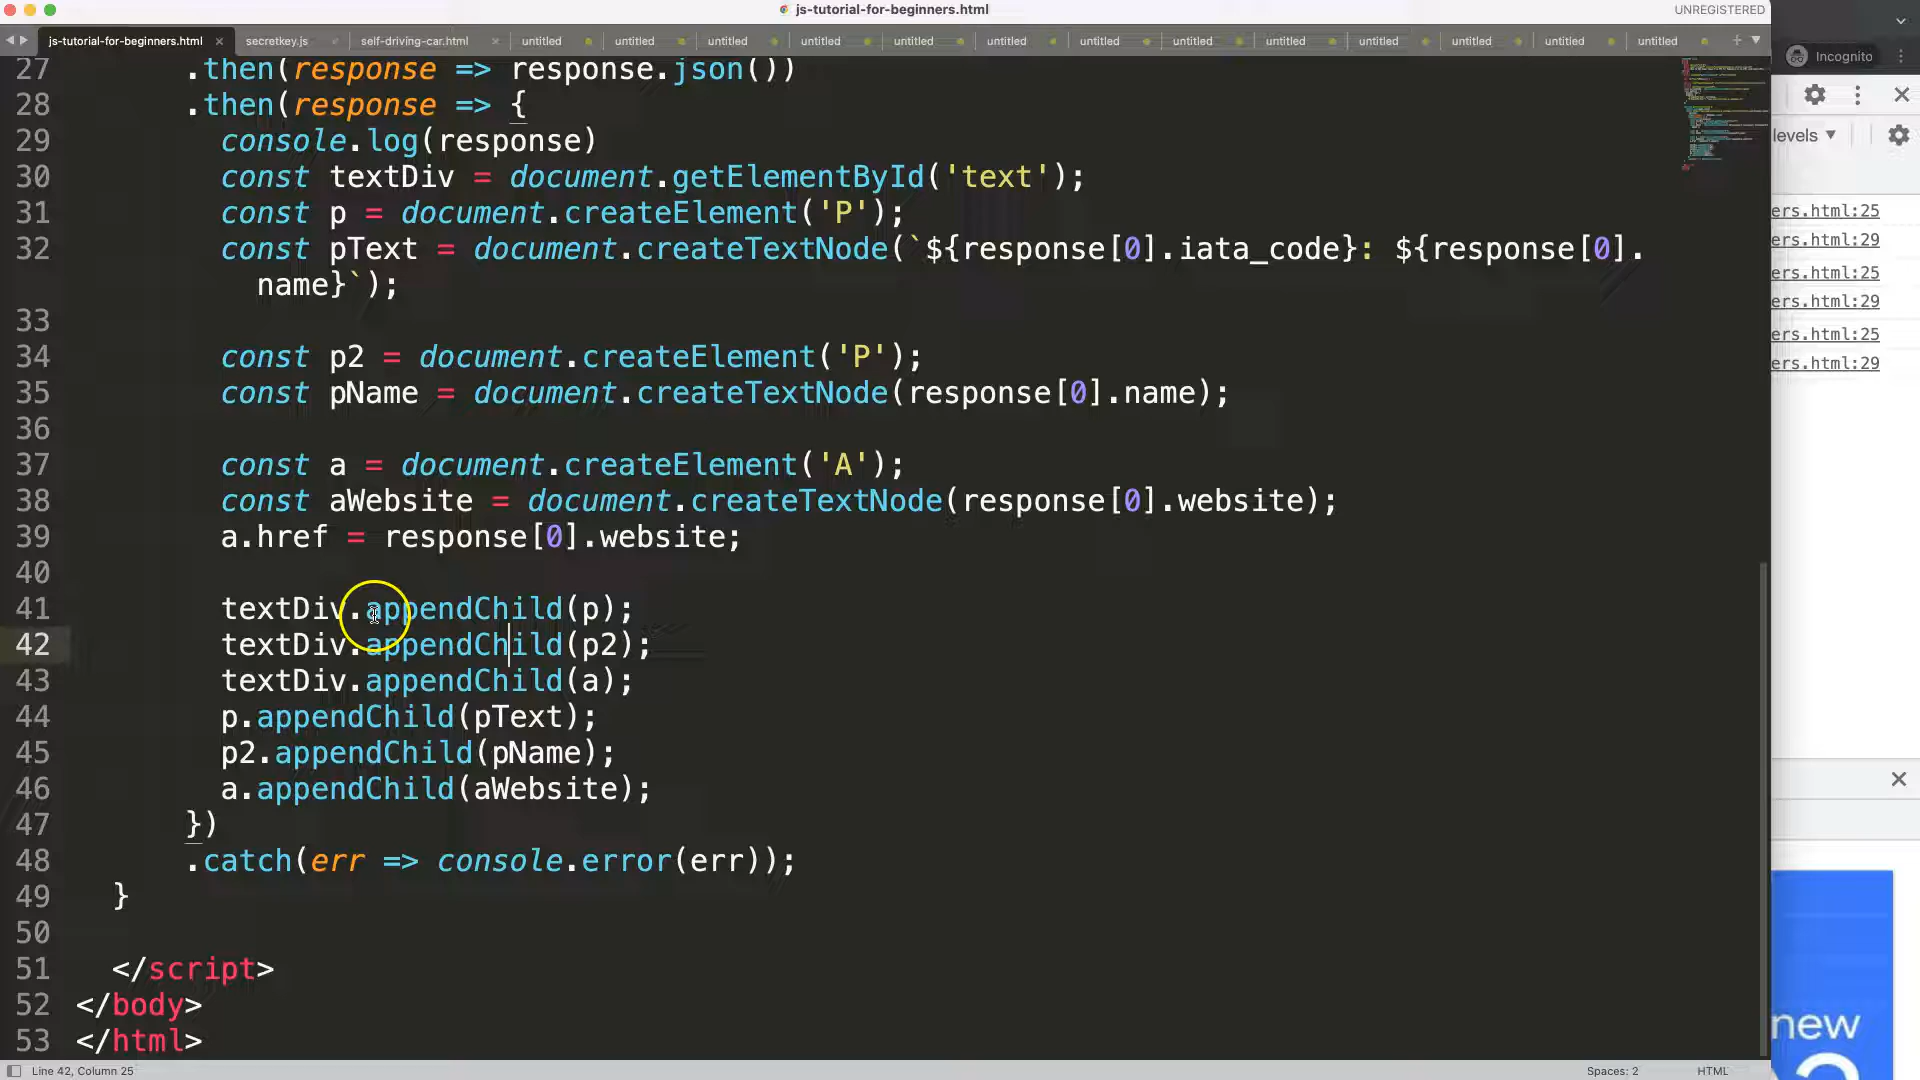 js-tutorial-for-beginners.html
UNREGISTERED
js-tutorial-for-beginners.html
secretkey.js
self-driving-car.html
untitled
untitled
untitled
untitled
untitled
untitled
untitled
untitled
untitled
untitled
untitled
untitled
untitled
Incognito
27 .then(response => response.json())
28 .then(response => {
29 console.log(response)
30 const textDiv = document.getElementById('text');
31 const p = document.createElement('P');
32 const pText = document.createTextNode(`${response[0].iata_code}: ${response[0].
name}`);
33
34 const p2 = document.createElement('P');
35 const pName = document.createTextNode(response[0].name);
36
37 const a = document.createElement('A');
38 const aWebsite = document.createTextNode(response[0].website);
39 a.href = response[0].website;
40
41 textDiv.appendChild(p);
42 textDiv.appendChild(p2);
43 textDiv.appendChild(a);
44 p.appendChild(pText);
45 p2.appendChild(pName);
46 a.appendChild(aWebsite);
47 })
48 .catch(err => console.error(err));
49 }
50
51 </script>
52 </body>
53 </html>
levels
ers.html:25
ers.html:29
ers.html:25
ers.html:29
ers.html:25
ers.html:29
new
Line 42, Column 25
Spaces: 2
HTML